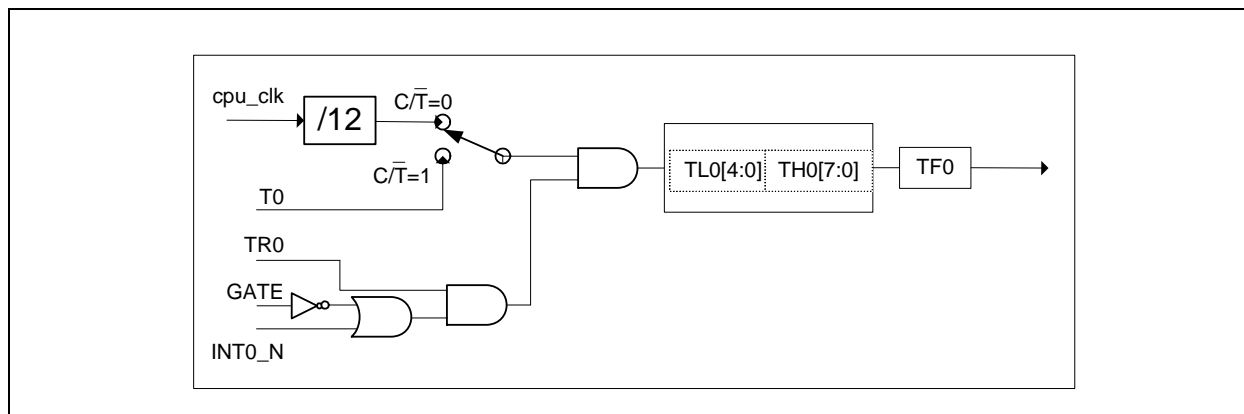 cpu_clk
/12
C/T̅=0
C/T̅=1
T0
TR0
GATE
INT0_N
TL0[4:0]
TH0[7:0]
TF0